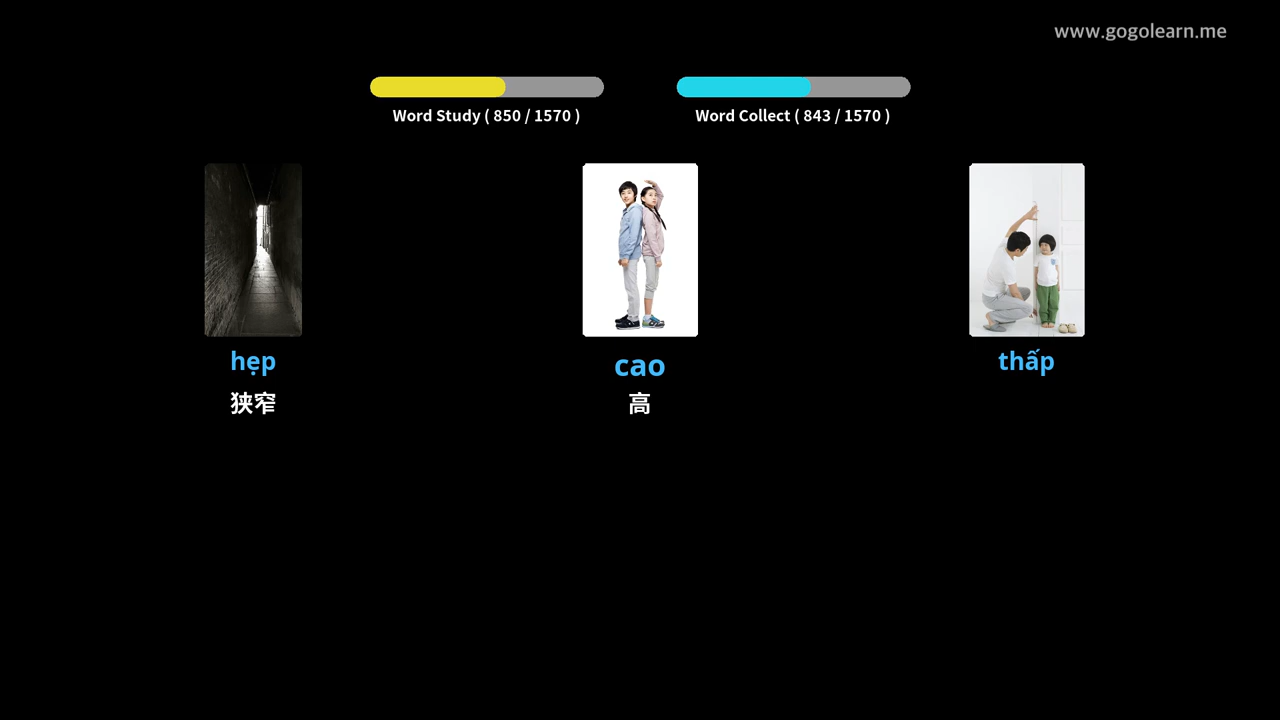 www.gogolearn.me
Word Study ( 850 / 1570 )
Word Collect ( 843 / 1570 )
hẹp
狭窄
cao
高
thấp